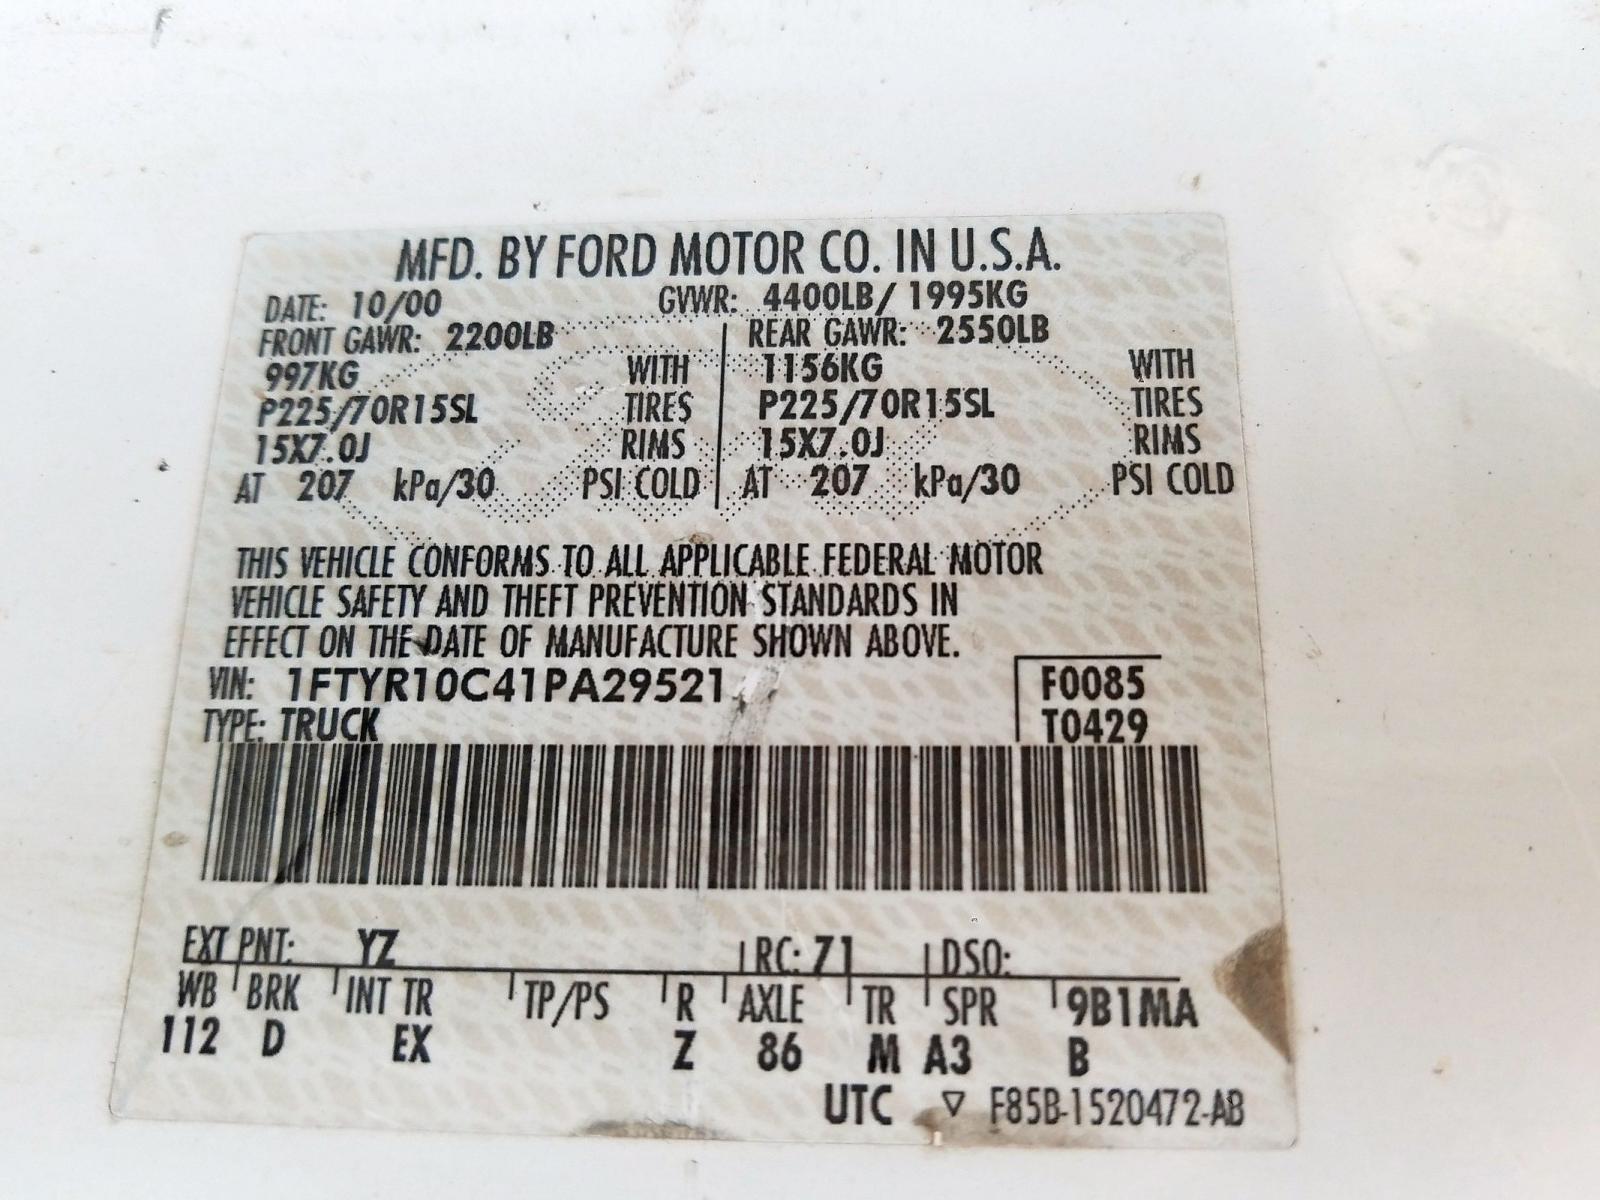 MFD. BY FORD MOTOR CO. IN U.S.A.
DATE: 10/00 GVWR: 4400LB/ 1995KG
FRONT GAWR: 2200LB REAR GAWR: 2550LB
997KG WITH 1156KG WITH
P225/70R15SL TIRES P225/70R15SL TIRES
15X7.0J RIMS 15X7.0J RIMS
AT 207 kPa/30 PSI COLD AT 207 kPa/30 PSI COLD
THIS VEHICLE CONFORMS TO ALL APPLICABLE FEDERAL MOTOR
VEHICLE SAFETY AND THEFT PREVENTION STANDARDS IN
EFFECT ON THE DATE OF MANUFACTURE SHOWN ABOVE.
VIN: 1FTYR10C41PA29521 F0085
TYPE: TRUCK T0429
EXT PNT: YZ RC: 71 DSO:
WB BRK INT TR TP/PS R AXLE TR SPR 9B1MA
112 D EX Z 86 M A3 B
UTC ▽ F85B-1520472-AB